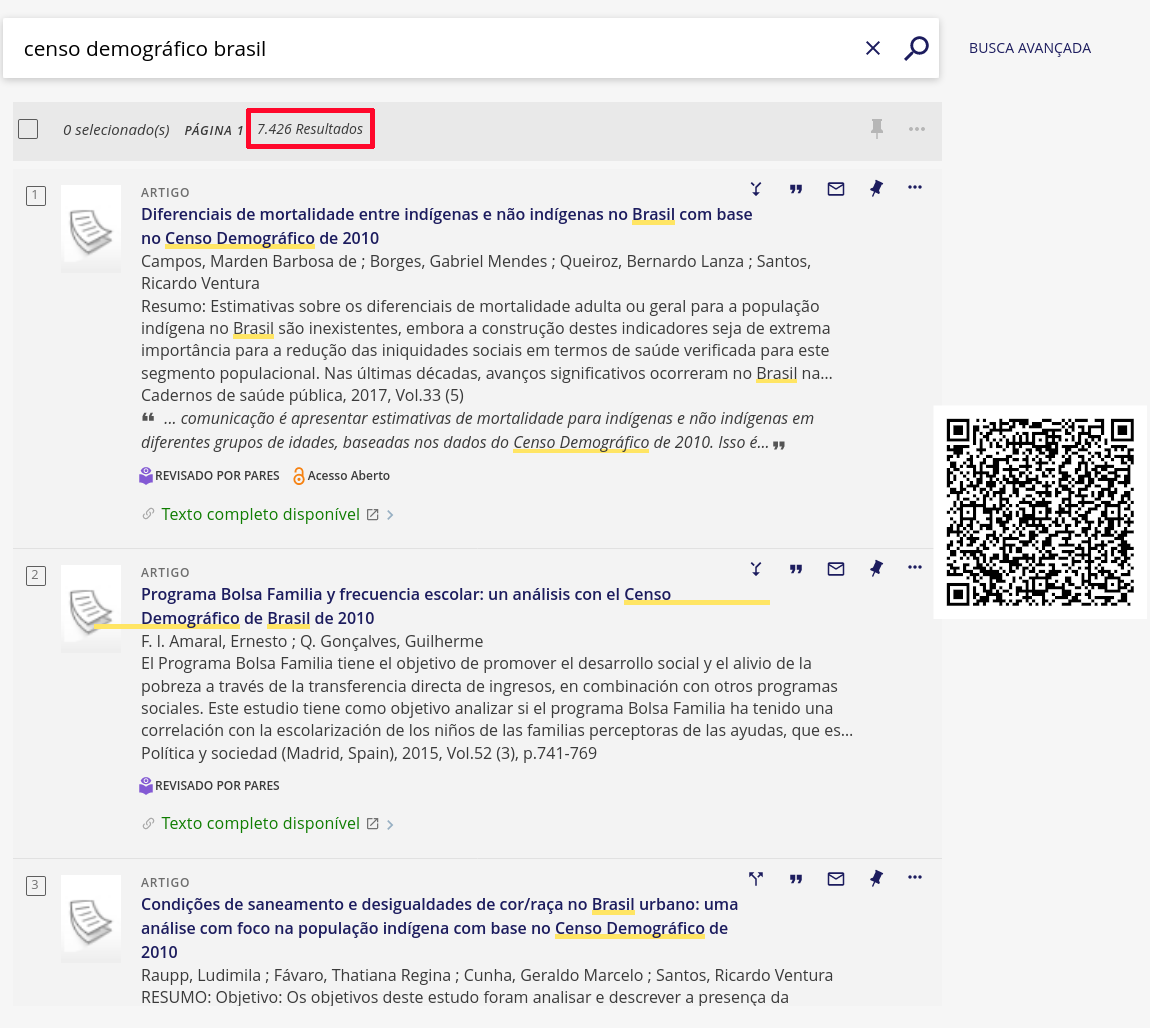 censo demográfico brasil
BUSCA AVANÇADA
0 selecionado(s) PÁGINA 1 7.426 Resultados
1
ARTIGO
Diferenciais de mortalidade entre indígenas e não indígenas no Brasil com base
no Censo Demográfico de 2010
Campos, Marden Barbosa de ; Borges, Gabriel Mendes ; Queiroz, Bernardo Lanza ; Santos,
Ricardo Ventura
Resumo: Estimativas sobre os diferenciais de mortalidade adulta ou geral para a população
indígena no Brasil são inexistentes, embora a construção destes indicadores seja de extrema
importância para a redução das iniquidades sociais em termos de saúde verificada para este
segmento populacional. Nas últimas décadas, avanços significativos ocorreram no Brasil na...
Cadernos de saúde pública, 2017, Vol.33 (5)
❝ ... comunicação é apresentar estimativas de mortalidade para indígenas e não indígenas em
diferentes grupos de idades, baseadas nos dados do Censo Demográfico de 2010. Isso é... ❞
REVISADO POR PARES Acesso Aberto
Texto completo disponível
2
ARTIGO
Programa Bolsa Familia y frecuencia escolar: un análisis con el Censo
Demográfico de Brasil de 2010
F. l. Amaral, Ernesto ; Q. Gonçalves, Guilherme
El Programa Bolsa Familia tiene el objetivo de promover el desarrollo social y el alivio de la
pobreza a través de la transferencia directa de ingresos, en combinación con otros programas
sociales. Este estudio tiene como objetivo analizar si el programa Bolsa Familia ha tenido una
correlación con la escolarización de los niños de las familias perceptoras de las ayudas, que es...
Política y sociedad (Madrid, Spain), 2015, Vol.52 (3), p.741-769
REVISADO POR PARES
Texto completo disponível
3
ARTIGO
Condições de saneamento e desigualdades de cor/raça no Brasil urbano: uma
análise com foco na população indígena com base no Censo Demográfico de
2010
Raupp, Ludimila ; Fávaro, Thatiana Regina ; Cunha, Geraldo Marcelo ; Santos, Ricardo Ventura
RESUMO: Objetivo: Os objetivos deste estudo foram analisar e descrever a presença da